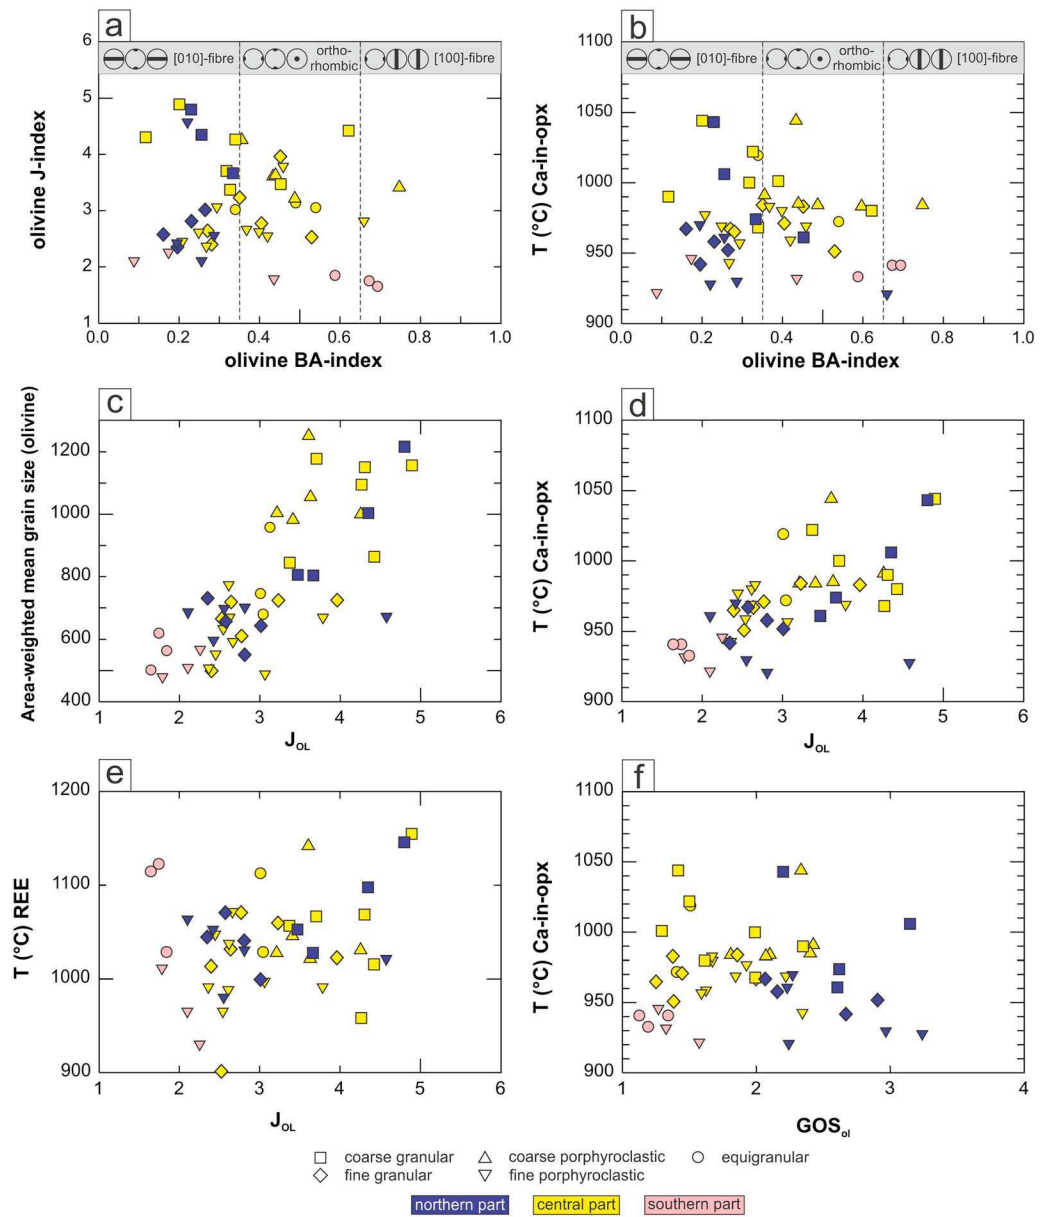 a
6
5
4
3
2
1
olivine J-index
[010]-fibre
ortho-
rhombic
[100]-fibre
0.0 0.2 0.4 0.6 0.8 1.0
olivine BA-index
b
1100
1050
1000
950
900
T (°C) Ca-in-opx
[010]-fibre
ortho-
rhombic
[100]-fibre
0.0 0.2 0.4 0.6 0.8 1.0
olivine BA-index
c
1200
1000
800
600
400
Area-weighted mean grain size (olivine)
1 2 3 4 5 6
JOL
d
1100
1050
1000
950
900
T (°C) Ca-in-opx
1 2 3 4 5 6
JOL
e
1200
1100
1000
900
T (°C) REE
1 2 3 4 5 6
JOL
f
1100
1050
1000
950
900
T (°C) Ca-in-opx
1 2 3 4
GOSol
coarse granular coarse porphyroclastic equigranular
fine granular fine porphyroclastic
northern part central part southern part